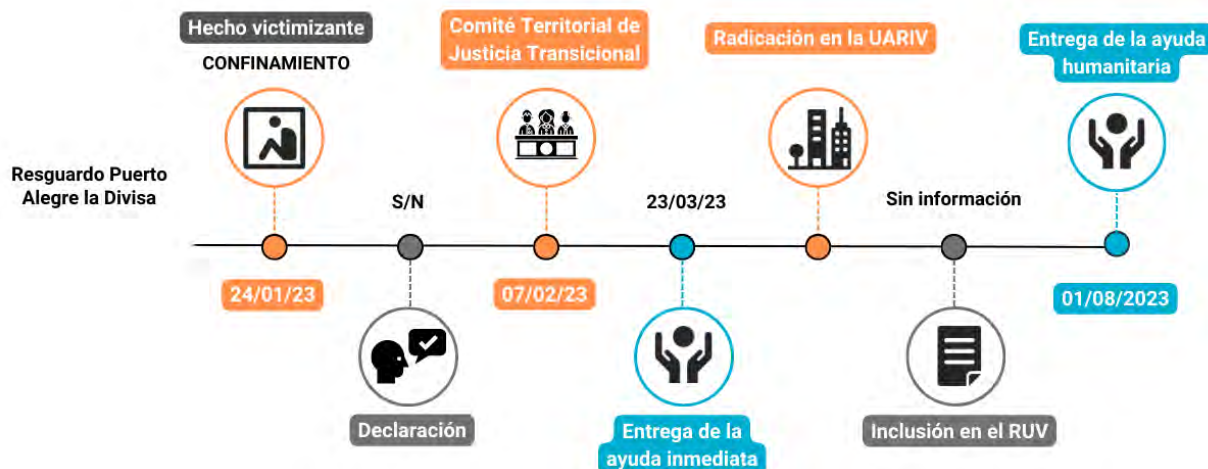 Hecho victimizante
CONFINAMIENTO
Comité Territorial de
Justicia Transicional
Radicación en la UARIV
Entrega de la ayuda
humanitaria
Resguardo Puerto
Alegre la Divisa
S/N
23/03/23
Sin información
24/01/23
07/02/23
01/08/2023
Declaración
Entrega de la
ayuda inmediata
Inclusión en el RUV